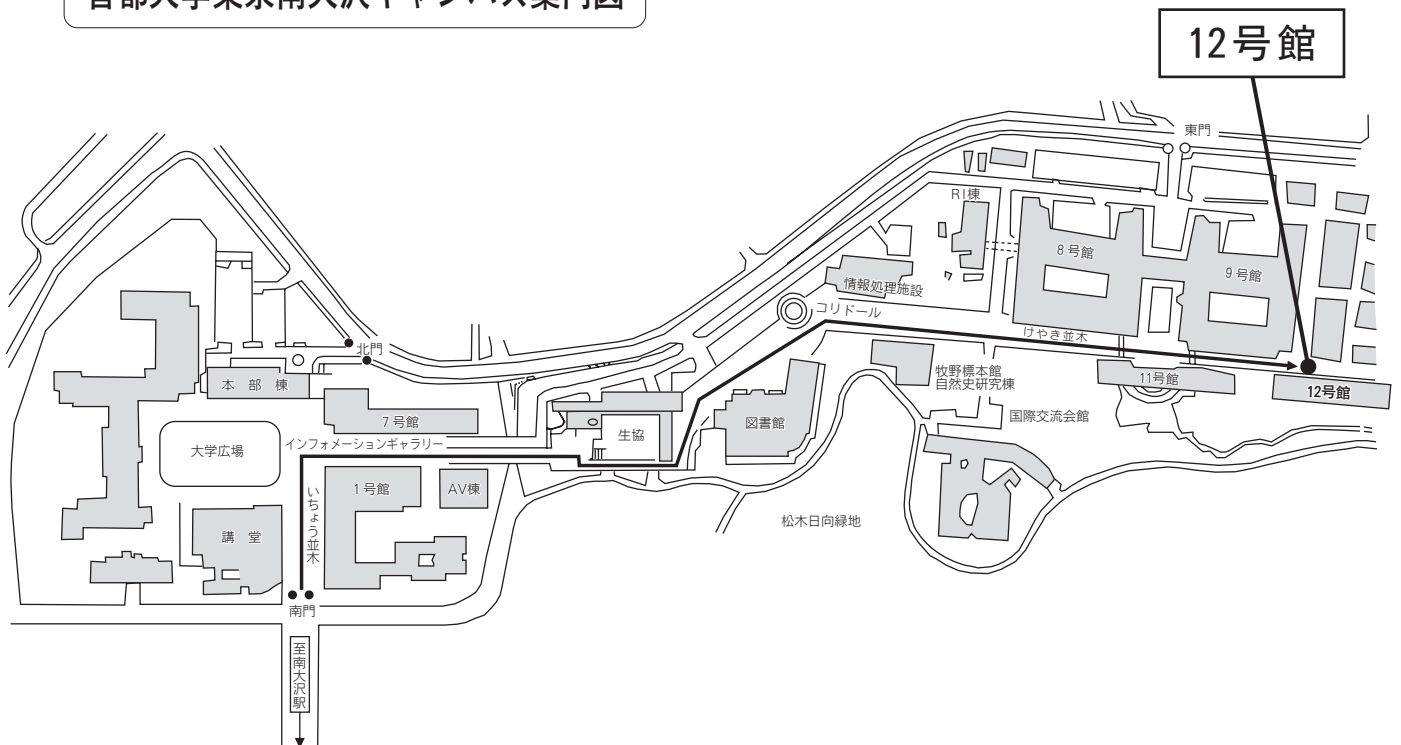 首都大学東京南大沢キャンパス案内図
12号館
東門
RI棟
8号館
9号館
情報処理施設
コリドール
けやき並木
北門
牧野標本館
自然史研究棟
11号館
12号館
本部棟
7号館
図書館
国際交流会館
生協
大学広場
インフォメーションギャラリー
いちょう並木
1号館
AV棟
松木日向緑地
講堂
南門
至南大沢駅